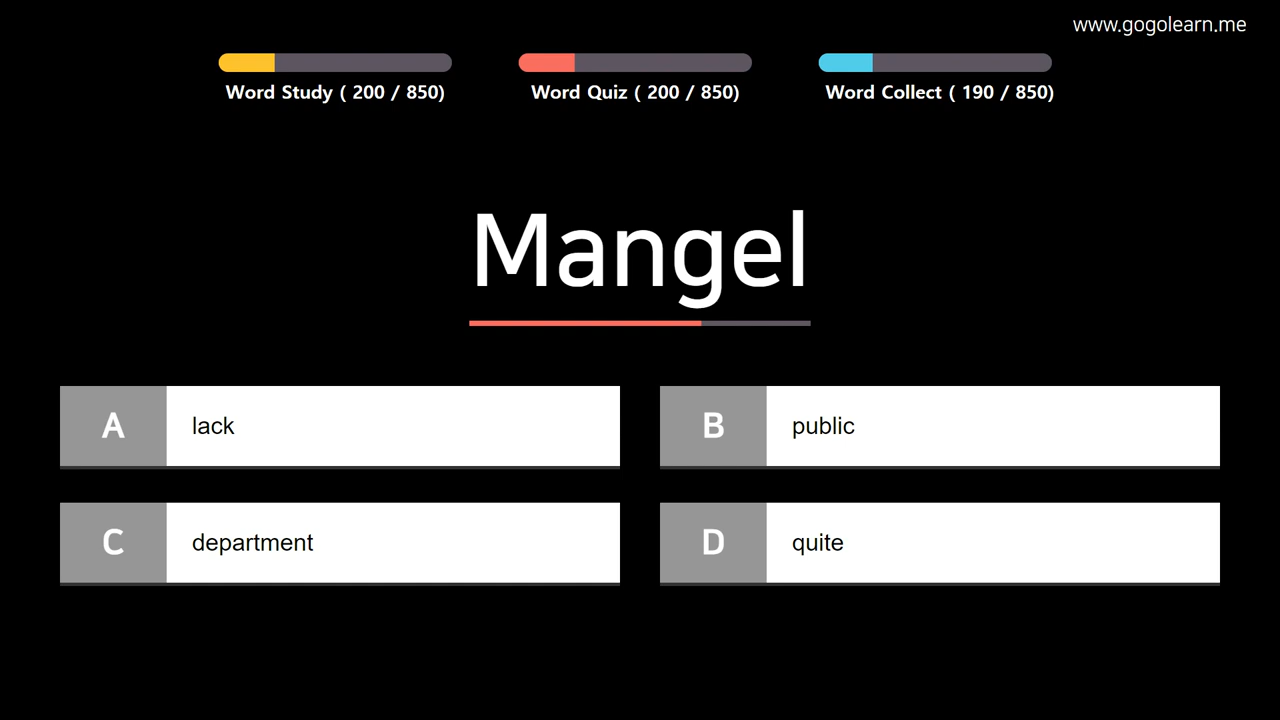 www.gogolearn.me
Word Study ( 200 / 850)
Word Quiz ( 200 / 850)
Word Collect ( 190 / 850)
Mangel
A lack
B public
C department
D quite